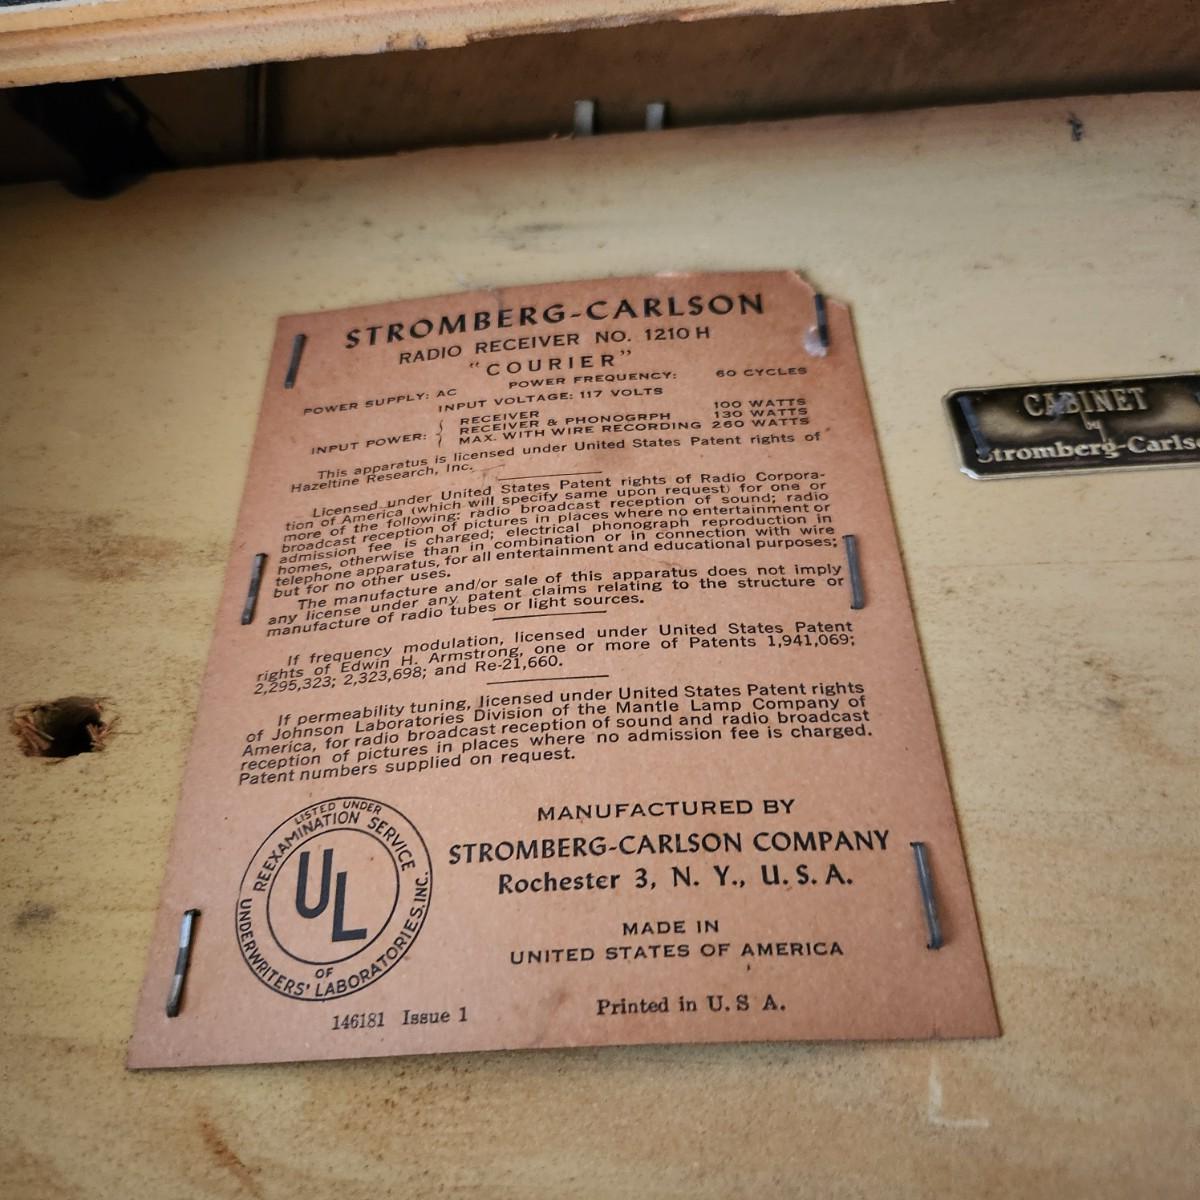 STROMBERG-CARLSON
RADIO RECEIVER NO. 1210 H
"COURIER"
POWER SUPPLY: AC POWER FREQUENCY: 60 CYCLES
INPUT VOLTAGE: 117 VOLTS
INPUT POWER: { RECEIVER 100 WATTS
RECEIVER & PHONOGRPH 130 WATTS
MAX. WITH WIRE RECORDING 260 WATTS
This apparatus is licensed under United States Patent rights of
Hazeltine Research, Inc.
Licensed under United States Patent rights of Radio Corpora-
tion of America (which will specify same upon request) for one or
more of the following: radio broadcast reception of sound; radio
broadcast reception of pictures in places where no entertainment or
admission fee is charged; electrical phonograph reproduction in
homes, otherwise than in combination or in connection with wire
telephone apparatus, for all entertainment and educational purposes;
but for no other uses.
The manufacture and/or sale of this apparatus does not imply
any license under any patent claims relating to the structure or
manufacture of radio tubes or light sources.
If frequency modulation, licensed under United States Patent
rights of Edwin H. Armstrong, one or more of Patents 1,941,069;
2,295,323; 2,323,698; and Re-21,660.
If permeability tuning, licensed under United States Patent rights
of Johnson Laboratories Division of the Mantle Lamp Company of
America, for radio broadcast reception of sound and radio broadcast
reception of pictures in places where no admission fee is charged.
Patent numbers supplied on request.
LISTED UNDER
REEXAMINATION SERVICE
UL
OF
UNDERWRITERS' LABORATORIES, INC.
MANUFACTURED BY
STROMBERG-CARLSON COMPANY
Rochester 3, N. Y., U. S. A.
MADE IN
UNITED STATES OF AMERICA
146181 Issue 1
Printed in U. S A.
CABINET
by
Stromberg-Carlso